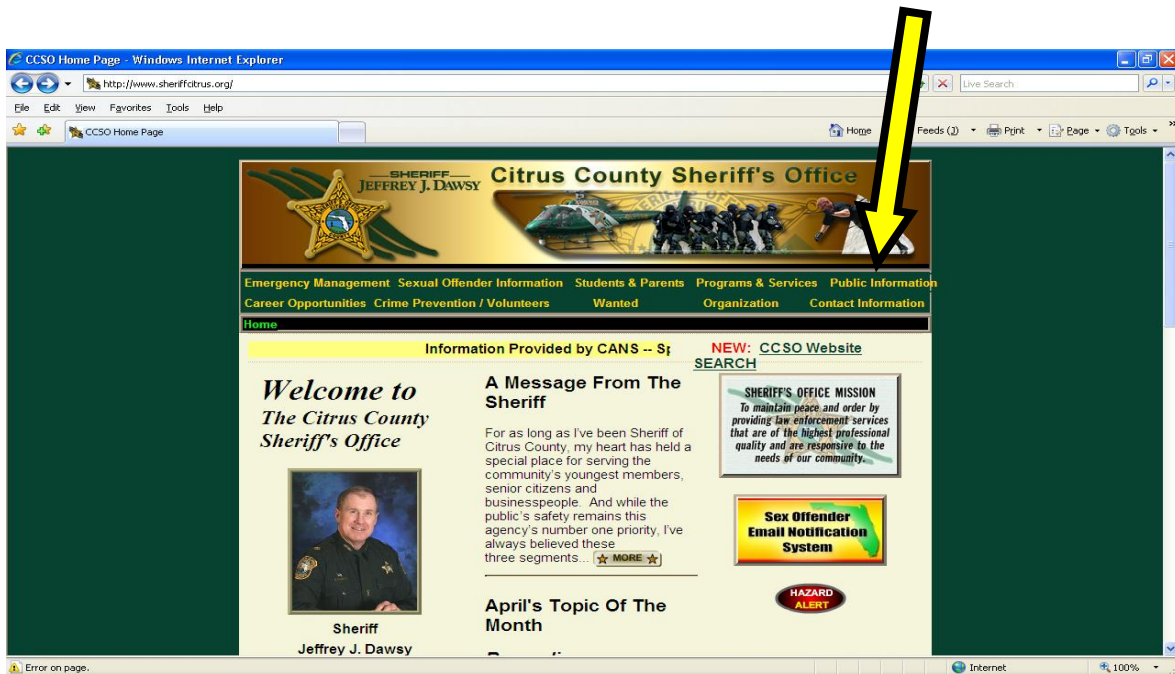 CCSO Home Page - Windows Internet Explorer
http://www.sheriffcitrus.org/
Live Search
File Edit View Favorites Tools Help
CCSO Home Page
Home Feeds (J) Print Page Tools
SHERIFF
JEFFREY J. DAWSY
Citrus County Sheriff's Office
Emergency Management Sexual Offender Information Students & Parents Programs & Services Public Information
Career Opportunities Crime Prevention / Volunteers Wanted Organization Contact Information
Home
Information Provided by CANS -- Sp
NEW: CCSO Website
SEARCH
Welcome to
The Citrus County
Sheriff's Office
Sheriff
Jeffrey J. Dawsy
A Message From The
Sheriff
For as long as I've been Sheriff of
Citrus County, my heart has held a
special place for serving the
community's youngest members,
senior citizens and
businesspeople. And while the
public's safety remains this
agency's number one priority, I've
always believed these
three segments... MORE
April's Topic Of The
Month
SHERIFF'S OFFICE MISSION
To maintain peace and order by
providing law enforcement services
that are of the highest professional
quality and are responsive to the
needs of our community.
Sex Offender
Email Notification
System
HAZARD
ALERT
Error on page.
Internet
100%